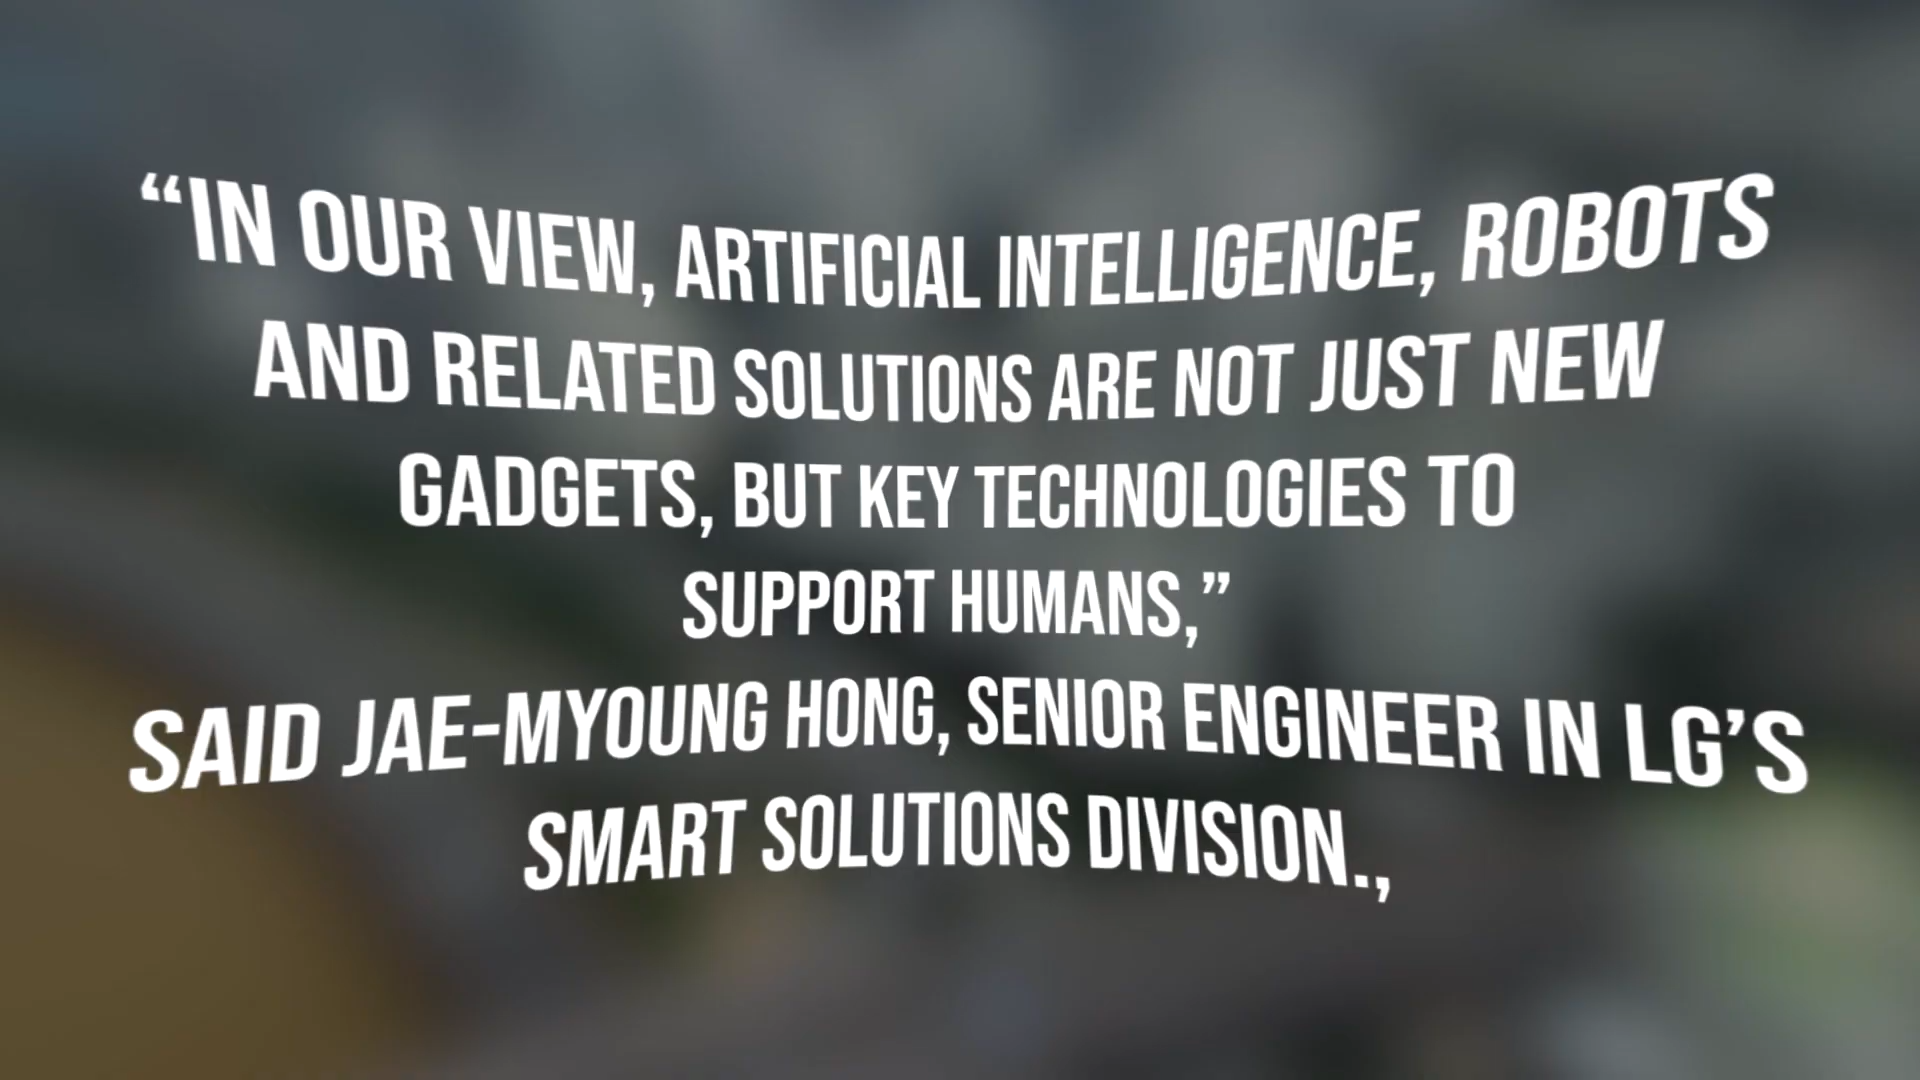 “IN OUR VIEW, ARTIFICIAL INTELLIGENCE, ROBOTS
AND RELATED SOLUTIONS ARE NOT JUST NEW
GADGETS, BUT KEY TECHNOLOGIES TO
SUPPORT HUMANS,”
SAID JAE-MYOUNG HONG, SENIOR ENGINEER IN LG’S
SMART SOLUTIONS DIVISION.,